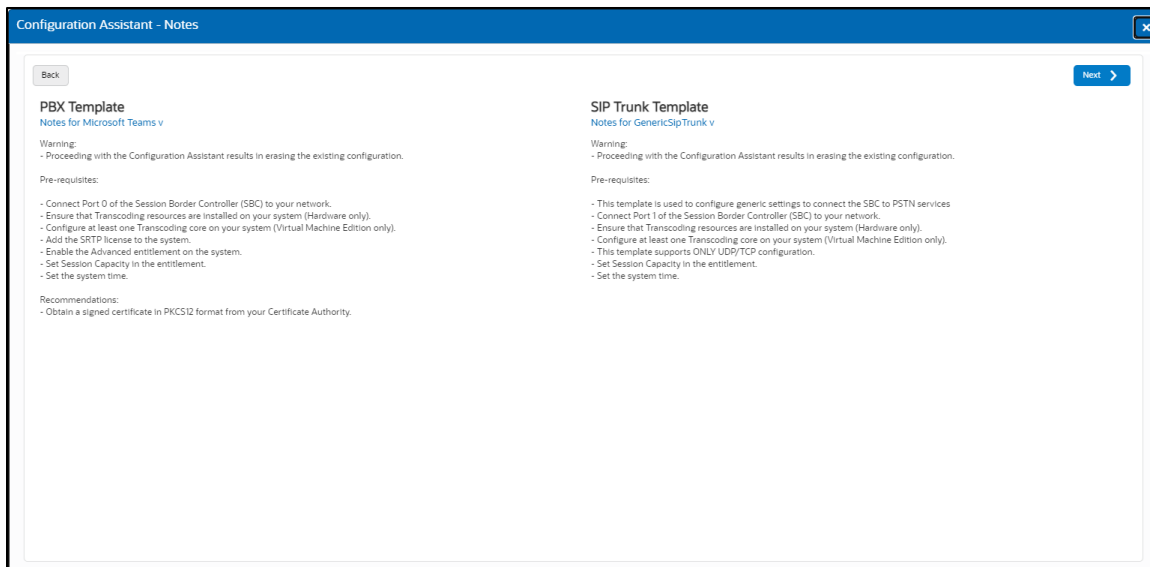 Configuration Assistant - Notes
Back
Next
PBX Template
Notes for Microsoft Teams v
Warning:
- Proceeding with the Configuration Assistant results in erasing the existing configuration.
Pre-requisites:
- Connect Port 0 of the Session Border Controller (SBC) to your network.
- Ensure that Transcoding resources are installed on your system (Hardware only).
- Configure at least one Transcoding core on your system (Virtual Machine Edition only).
- Add the SRTP license to the system.
- Enable the Advanced entitlement on the system.
- Set Session Capacity in the entitlement.
- Set the system time.
Recommendations:
- Obtain a signed certificate in PKCS12 format from your Certificate Authority.
SIP Trunk Template
Notes for GenericSipTrunk v
Warning:
- Proceeding with the Configuration Assistant results in erasing the existing configuration.
Pre-requisites:
- This template is used to configure generic settings to connect the SBC to PSTN services
- Connect Port 1 of the Session Border Controller (SBC) to your network.
- Ensure that Transcoding resources are installed on your system (Hardware only).
- Configure at least one Transcoding core on your system (Virtual Machine Edition only).
- This template supports ONLY UDP/TCP configuration.
- Set Session Capacity in the entitlement.
- Set the system time.